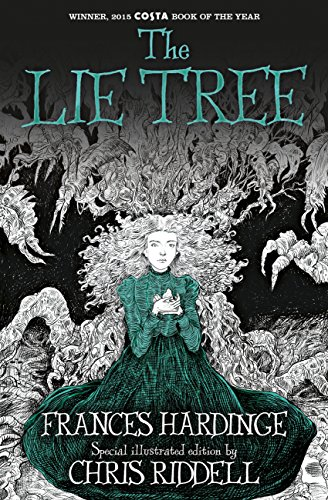 WINNER, 2015 COSTA BOOK OF THE YEAR
The
LIE TREE
FRANCES HARDINGE
Special illustrated edition by
CHRIS RIDDELL